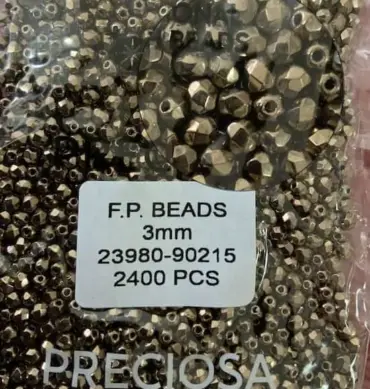 F.P. BEADS
3mm
23980-90215
2400 PCS
PRECIOSA